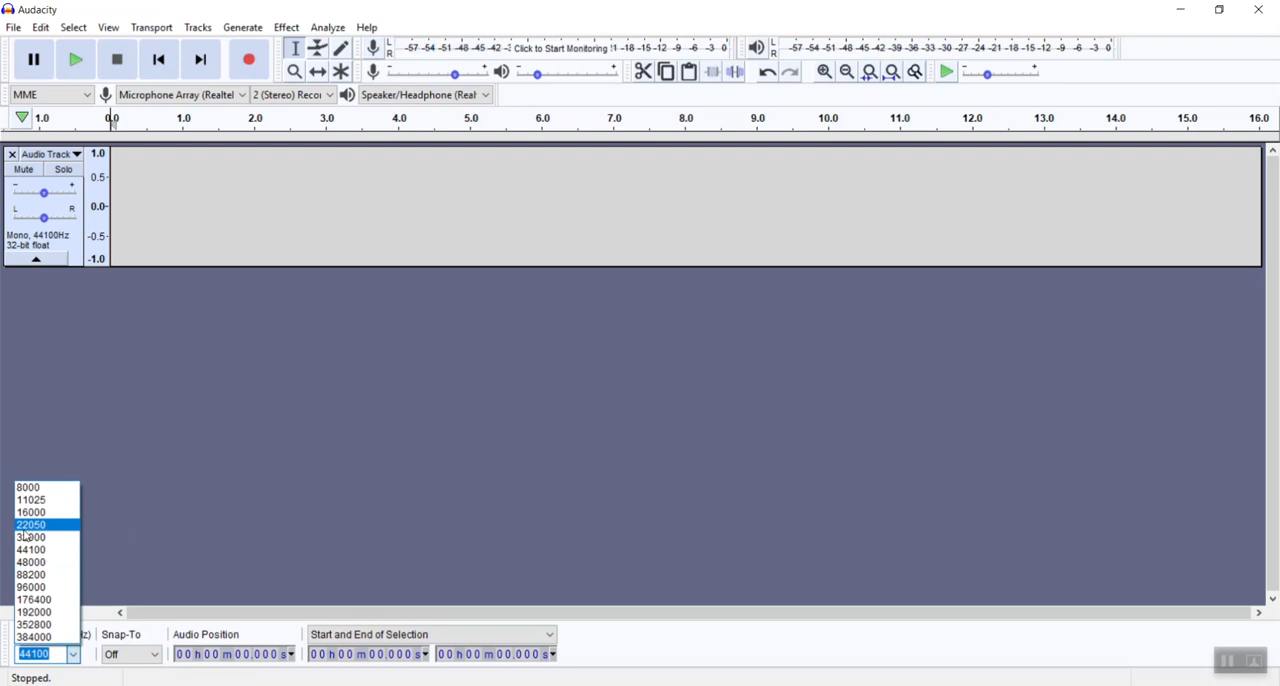 Audacity
File Edit Select View Transport Tracks Generate Effect Analyze Help
L R -57 -54 -51 -48 -45 -42 -3 Click to Start Monitoring !1 -18 -15 -12 -9 -6 -3 0 L R -57 -54 -51 -48 -45 -42 -39 -36 -33 -30 -27 -24 -21 -18 -15 -12 -9 -6 -3 0
MME Microphone Array (Realtel 2 (Stereo) Recor Speaker/Headphone (Real
1.0 0.0 1.0 2.0 3.0 4.0 5.0 6.0 7.0 8.0 9.0 10.0 11.0 12.0 13.0 14.0 15.0 16.0
Audio Track 1.0
Mute Solo 0.5
- +
L R 0.0
Mono, 44100Hz -0.5
32-bit float
-1.0
8000
11025
16000
22050
44100
48000
88200
96000
176400
192000
352800
384000
z) Snap-To Audio Position Start and End of Selection
44100 Off 00 h 00 m 00.000 s 00 h 00 m 00.000 s 00 h 00 m 00.000 s
Stopped.